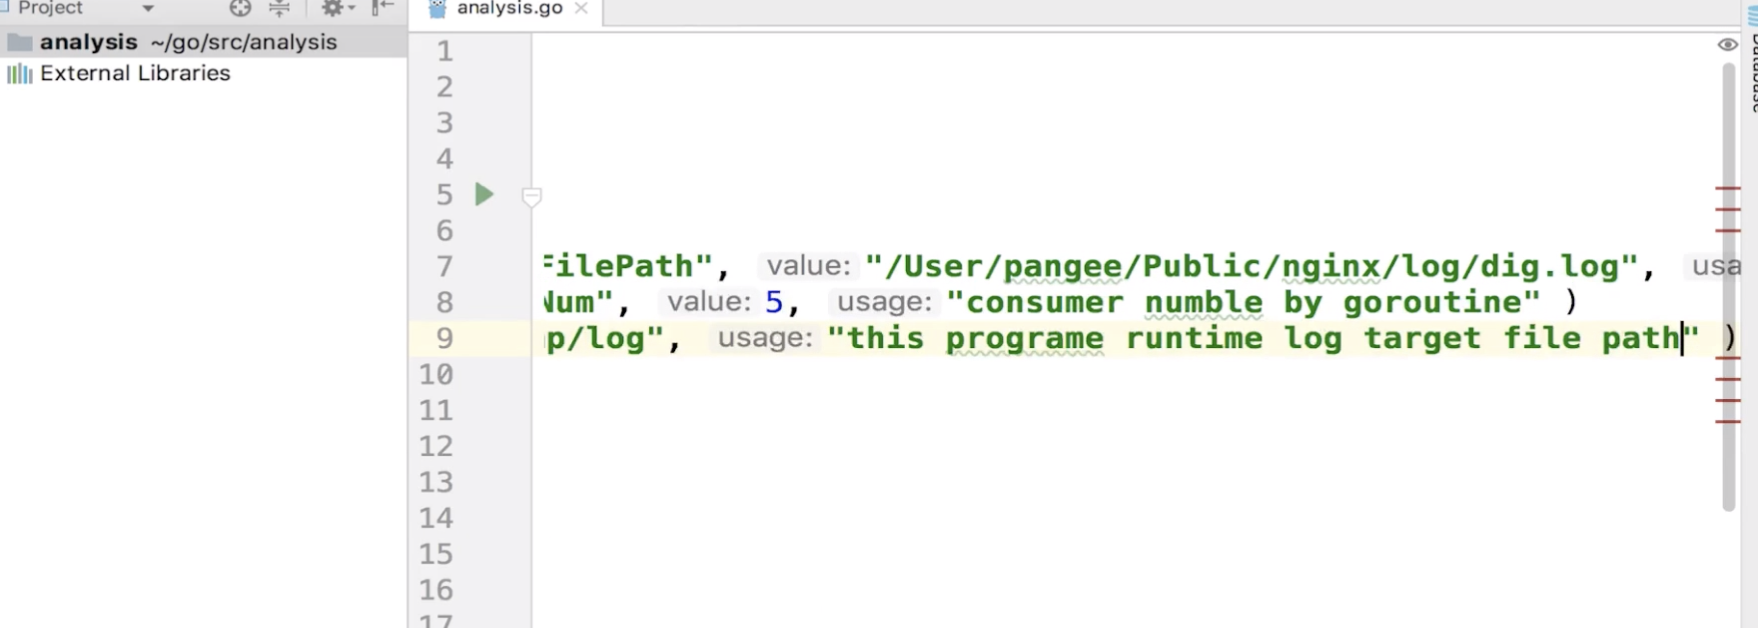 Project
analysis.go
analysis ~/go/src/analysis
External Libraries
Database
1
2
3
4
5
6
7 FilePath", value: "/User/pangee/Public/nginx/log/dig.log", usa
8 Num", value: 5, usage: "consumer numble by goroutine" )
9 p/log", usage: "this programe runtime log target file path" )
10
11
12
13
14
15
16
17